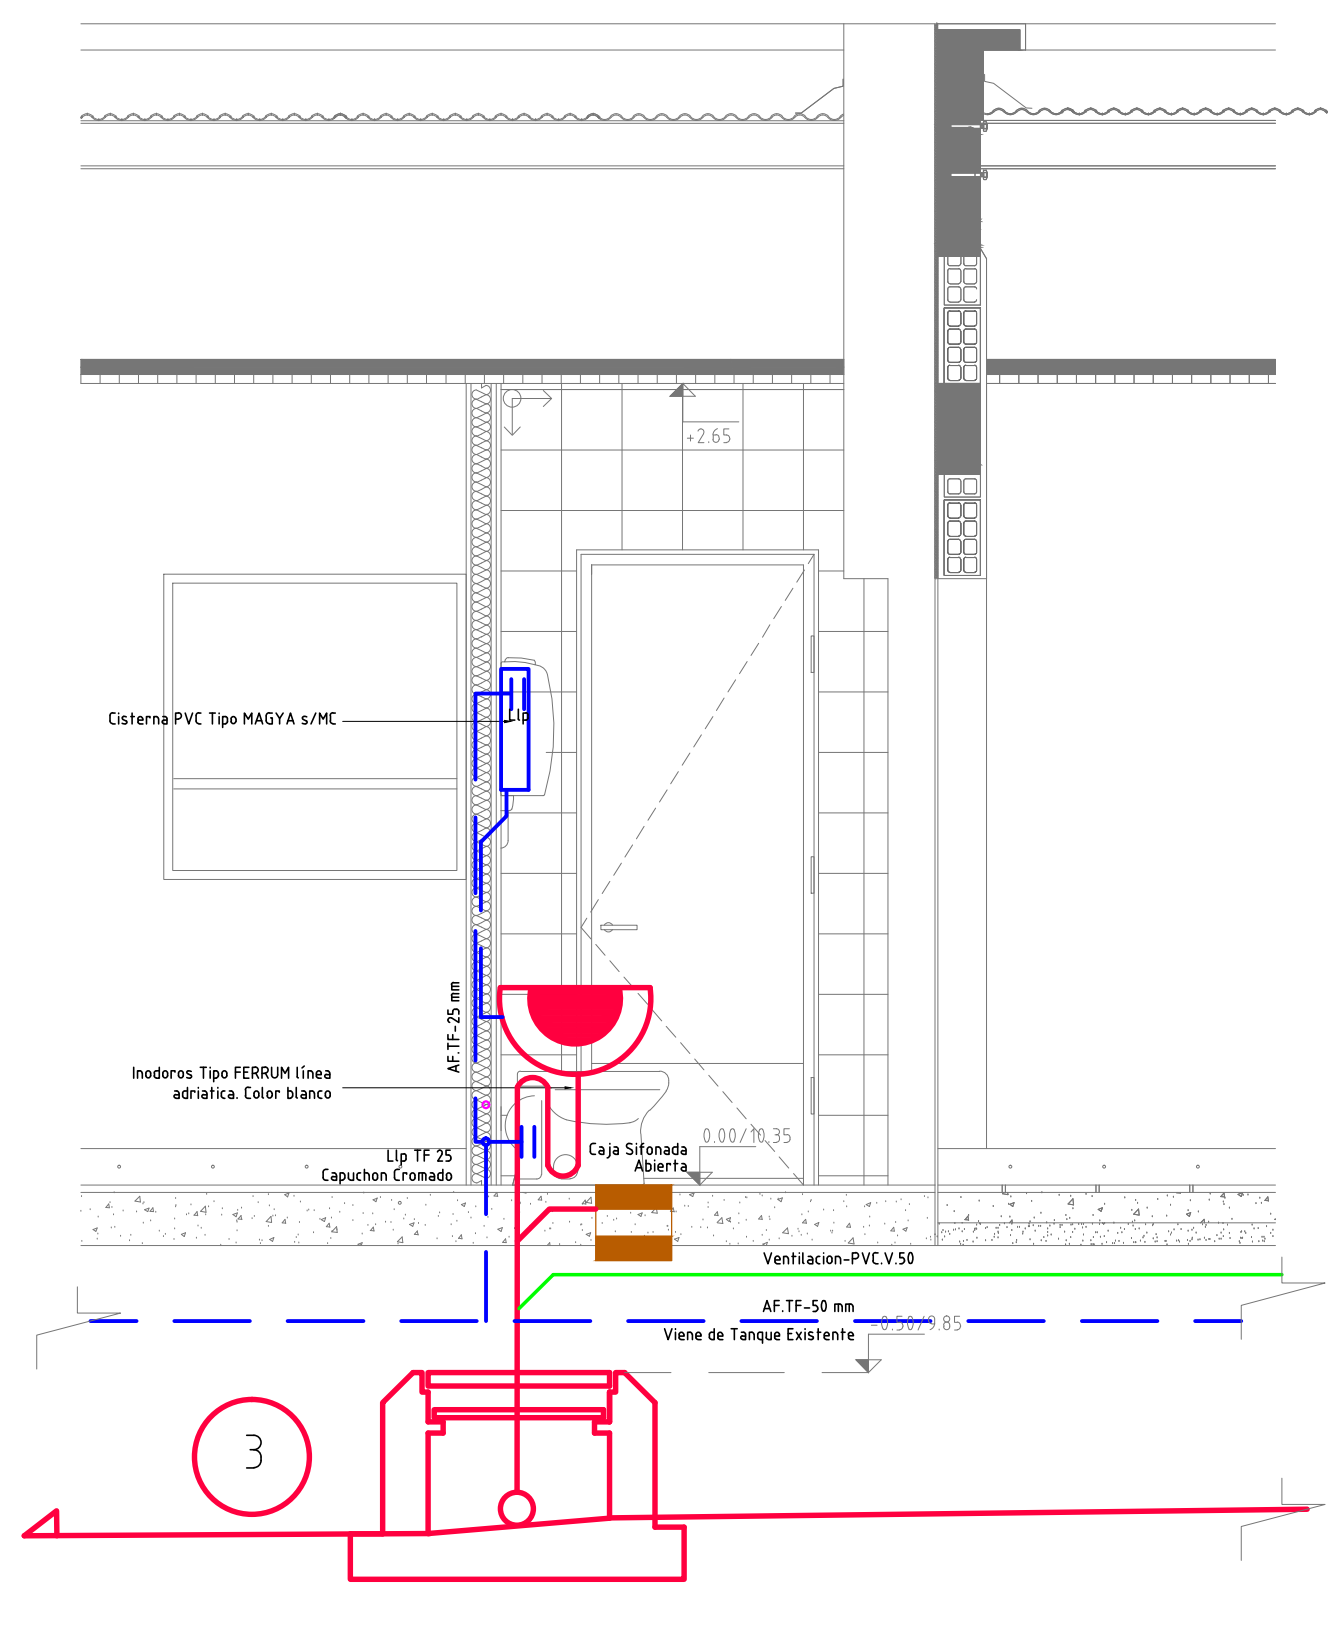 +2.65
Cisterna PVC Tipo MAGYA s/MC
Llp
AF.TF-25 mm
Inodoros Tipo FERRUM línea
adriatica. Color blanco
0.00/10.35
Caja Sifonada
Abierta
Llp TF 25
Capuchon Cromado
Ventilacion-PVC.V.50
AF.TF-50 mm
-0.50/9.85
Viene de Tanque Existente
3